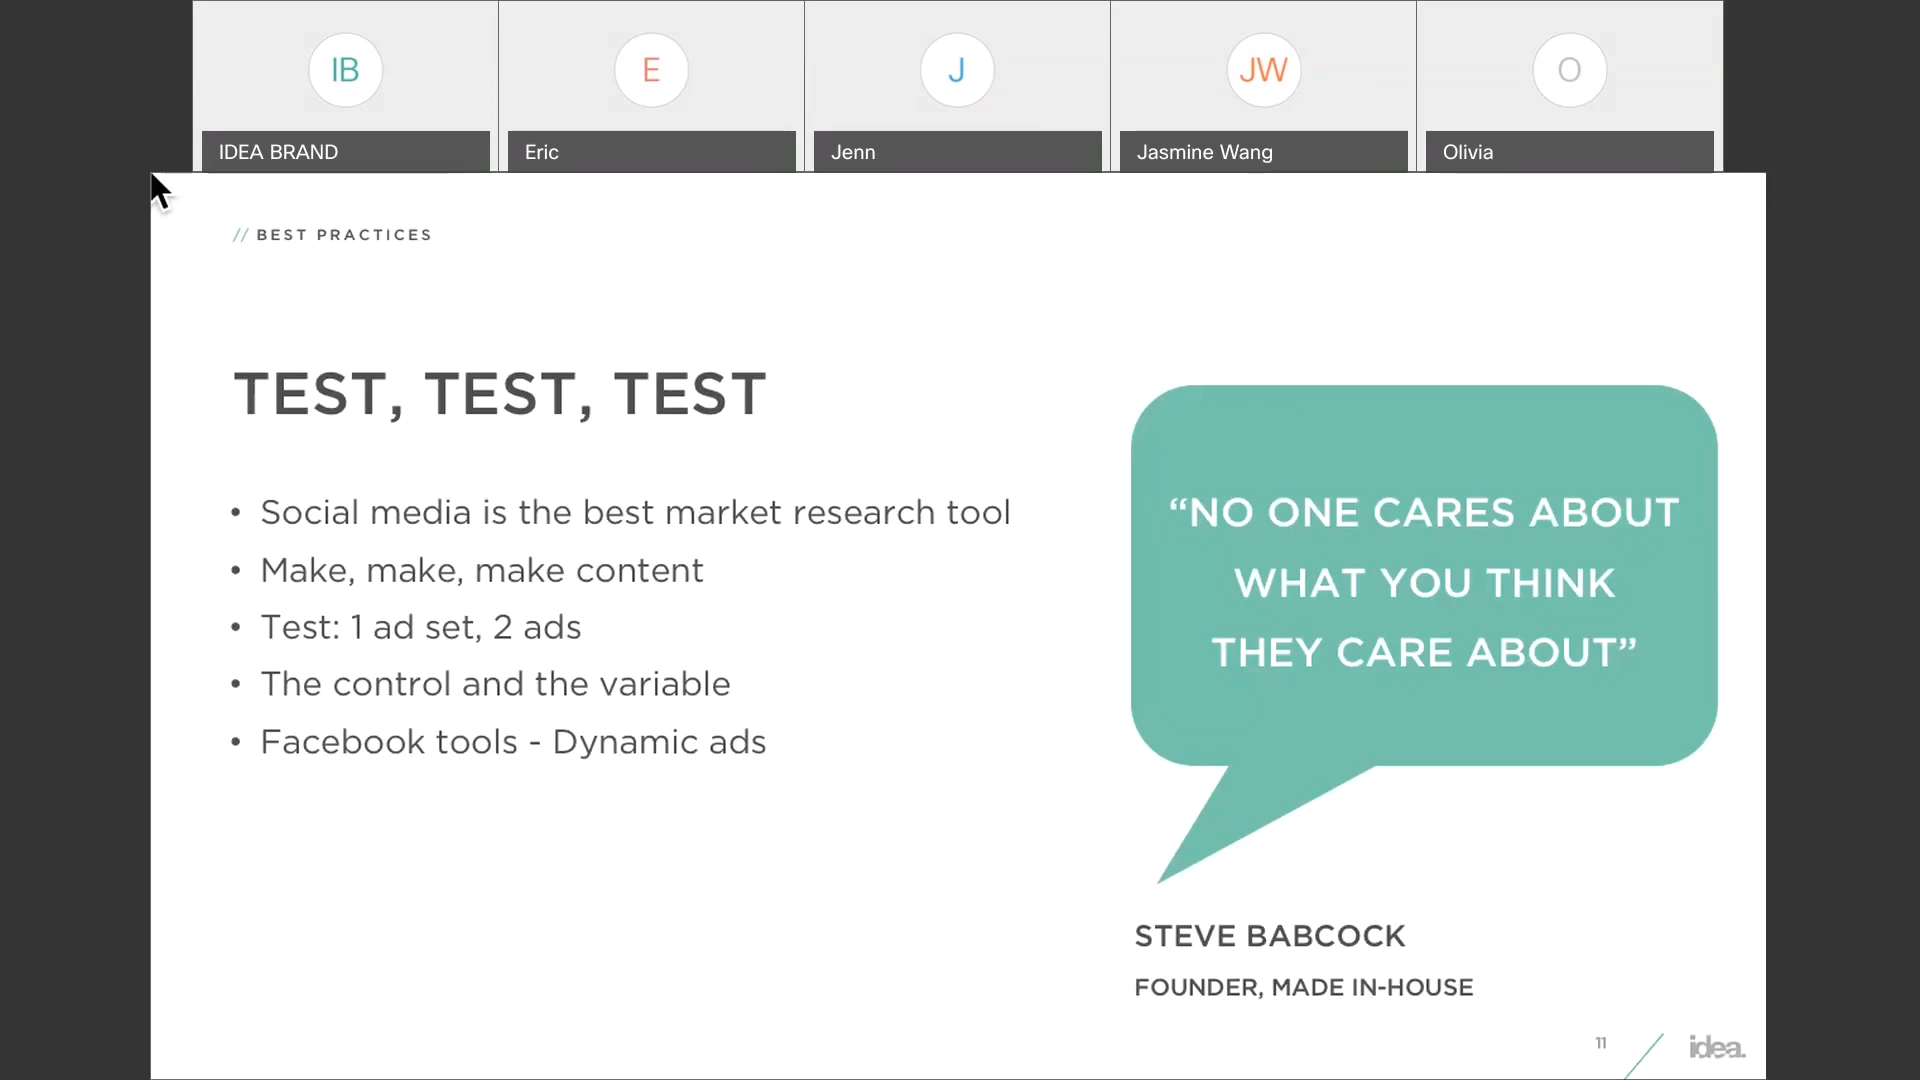 IB
E
J
JW
O
IDEA BRAND
Eric
Jenn
Jasmine Wang
Olivia
// BEST PRACTICES
TEST, TEST, TEST
• Social media is the best market research tool
• Make, make, make content
• Test: 1 ad set, 2 ads
• The control and the variable
• Facebook tools - Dynamic ads
“NO ONE CARES ABOUT
WHAT YOU THINK
THEY CARE ABOUT”
STEVE BABCOCK
FOUNDER, MADE IN-HOUSE
11
idea.